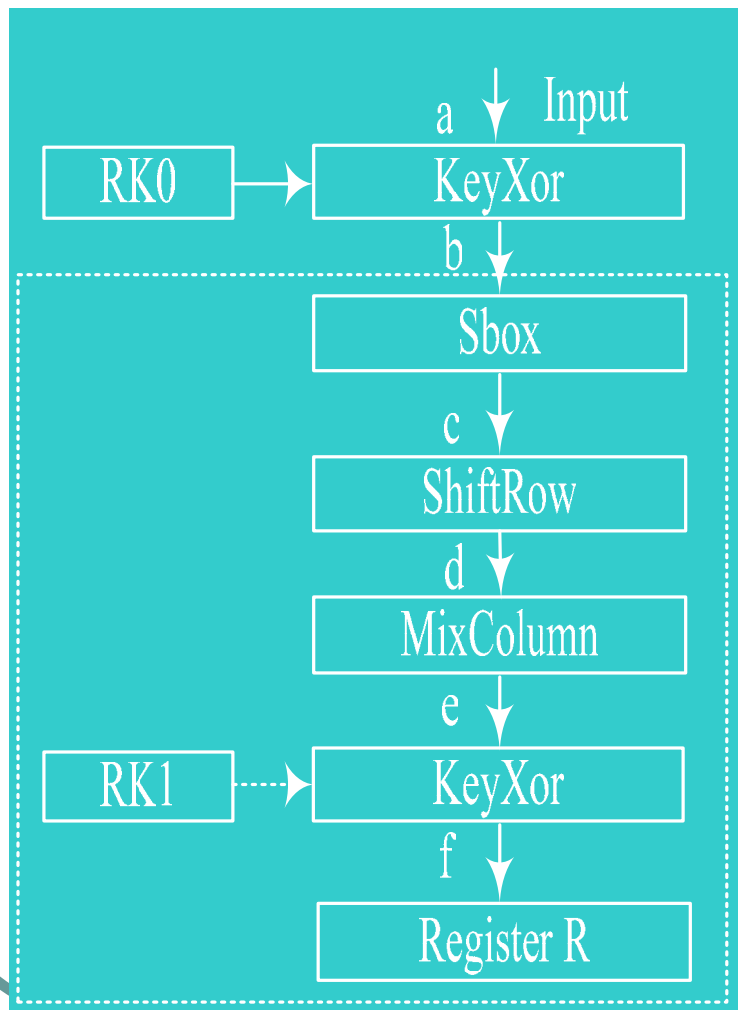 a Input
RK0 KeyXor
b
Sbox
c
ShiftRow
d
MixColumn
e
RK1 KeyXor
f
Register R